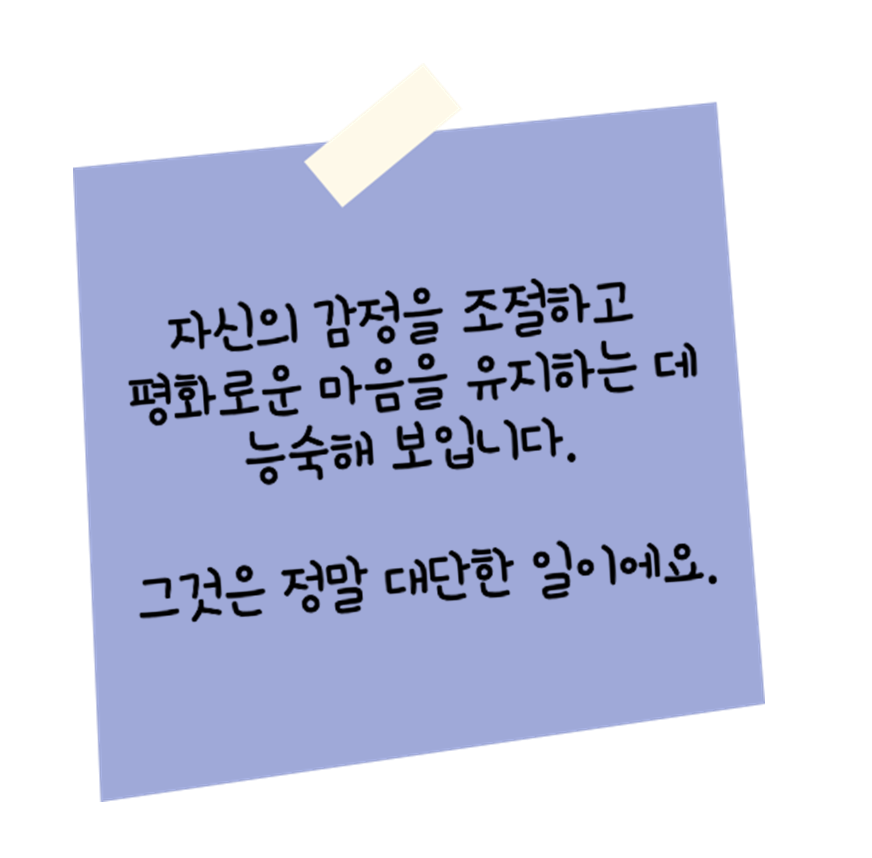 자신의 감정을 조절하고
평화로운 마음을 유지하는 데
능숙해 보입니다.
그것은 정말 대단한 일이에요.